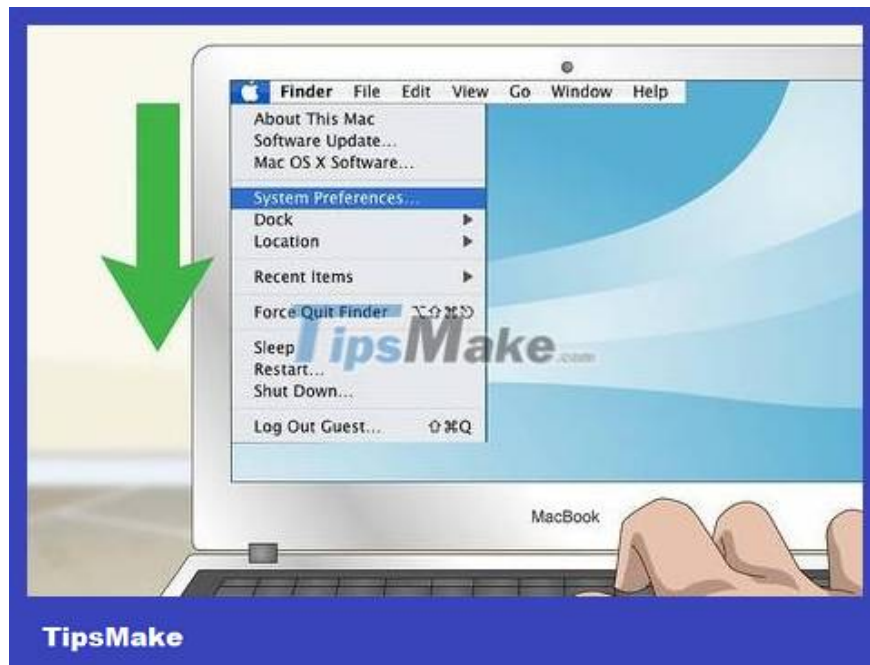 Finder File Edit View Go Window Help
About This Mac
Software Update...
Mac OS X Software...
System Preferences...
Dock
Location
Recent Items
Force Quit Finder ⌥⇧⌘⎋
TipsMake.com
Sleep
Restart...
Shut Down...
Log Out Guest... ⇧⌘Q
MacBook
TipsMake